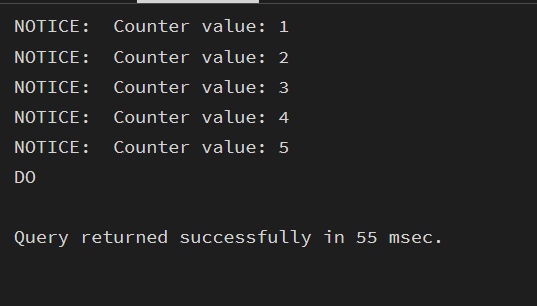 NOTICE:  Counter value: 1
NOTICE:  Counter value: 2
NOTICE:  Counter value: 3
NOTICE:  Counter value: 4
NOTICE:  Counter value: 5
DO
Query returned successfully in 55 msec.